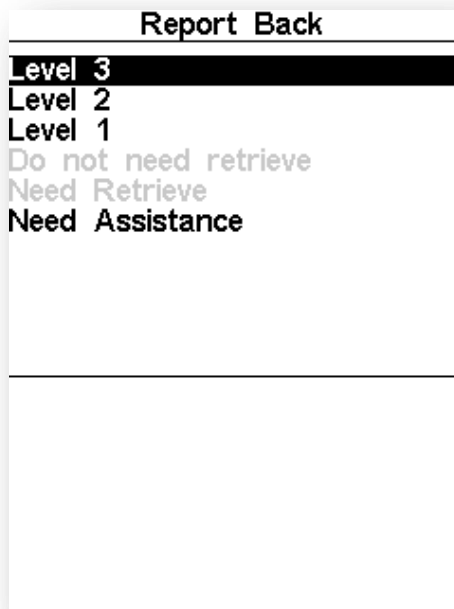 Report Back
Level 3
Level 2
Level 1
Do not need retrieve
Need Retrieve
Need Assistance